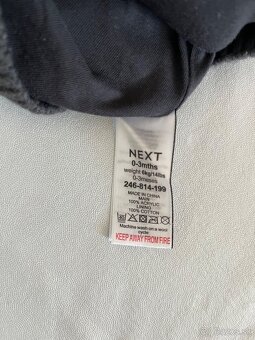 NEXT
0-3mths
weight 6kg/14lbs
0-3meses
246-814-199
MADE IN CHINA
MAIN
100% ACRYLIC
LINING
100% COTTON
Machine wash on a wool
cycle
KEEP AWAY FROM FIRE